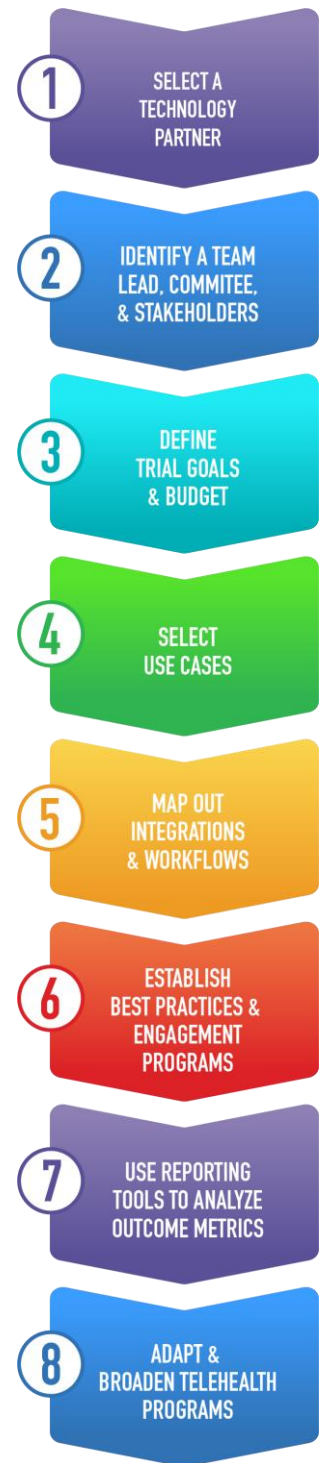 1
SELECT A
TECHNOLOGY
PARTNER
2
IDENTIFY A TEAM
LEAD, COMMITEE,
& STAKEHOLDERS
3
DEFINE
TRIAL GOALS
& BUDGET
4
SELECT
USE CASES
5
MAP OUT
INTEGRATIONS
& WORKFLOWS
6
ESTABLISH
BEST PRACTICES &
ENGAGEMENT
PROGRAMS
7
USE REPORTING
TOOLS TO ANALYZE
OUTCOME METRICS
8
ADAPT &
BROADEN TELEHEALTH
PROGRAMS